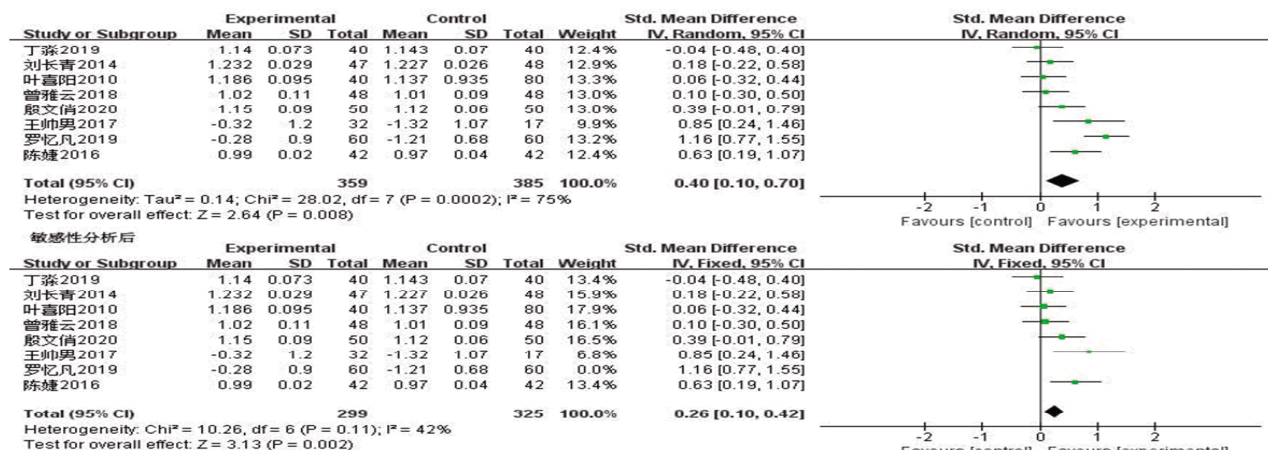 Experimental Control Std. Mean Difference Std. Mean Difference
Study or Subgroup Mean SD Total Mean SD Total Weight IV, Random, 95% CI IV, Random, 95% CI
丁淼2019 1.14 0.073 40 1.143 0.07 40 12.4% -0.04 [-0.48, 0.40]
刘长青2014 1.232 0.029 47 1.227 0.026 48 12.9% 0.18 [-0.22, 0.58]
叶喜阳2010 1.186 0.095 40 1.137 0.935 80 13.3% 0.06 [-0.32, 0.44]
曾雅云2018 1.02 0.11 48 1.01 0.09 48 12.9% 0.10 [-0.30, 0.50]
殷文俏2020 1.15 0.09 50 1.12 0.06 50 13.0% 0.39 [-0.01, 0.79]
王帅男2017 -0.32 1.2 32 -1.32 1.07 17 9.9% 0.85 [0.24, 1.46]
罗忆凡2019 -0.28 0.9 60 -1.21 0.68 60 13.2% 1.16 [0.77, 1.55]
陈婕2016 0.99 0.02 42 0.97 0.04 42 12.4% 0.63 [0.19, 1.07]
Total (95% CI) 359 385 100.0% 0.40 [0.10, 0.70]
Heterogeneity: Tau² = 0.14; Chi² = 28.02, df = 7 (P = 0.0002); I² = 75%
Test for overall effect: Z = 2.64 (P = 0.008)
-2 -1 0 1 2
Favours [control] Favours [experimental]
敏感性分析后
Experimental Control Std. Mean Difference Std. Mean Difference
Study or Subgroup Mean SD Total Mean SD Total Weight IV, Fixed, 95% CI IV, Fixed, 95% CI
丁淼2019 1.14 0.073 40 1.143 0.07 40 13.4% -0.04 [-0.48, 0.40]
刘长青2014 1.232 0.029 47 1.227 0.026 48 15.9% 0.18 [-0.22, 0.58]
叶喜阳2010 1.186 0.095 40 1.137 0.935 80 17.9% 0.06 [-0.32, 0.44]
曾雅云2018 1.02 0.11 48 1.01 0.09 48 16.1% 0.10 [-0.30, 0.50]
殷文俏2020 1.15 0.09 50 1.12 0.06 50 16.5% 0.39 [-0.01, 0.79]
王帅男2017 -0.32 1.2 32 -1.32 1.07 17 6.8% 0.85 [0.24, 1.46]
罗忆凡2019 -0.28 0.9 60 -1.21 0.68 60 0.0% 1.16 [0.77, 1.55]
陈婕2016 0.99 0.02 42 0.97 0.04 42 13.4% 0.63 [0.19, 1.07]
Total (95% CI) 299 325 100.0% 0.26 [0.10, 0.42]
Heterogeneity: Chi² = 10.26, df = 6 (P = 0.11); I² = 42%
Test for overall effect: Z = 3.13 (P = 0.002)
-2 -1 0 1 2
Favours [control] Favours [experimental]